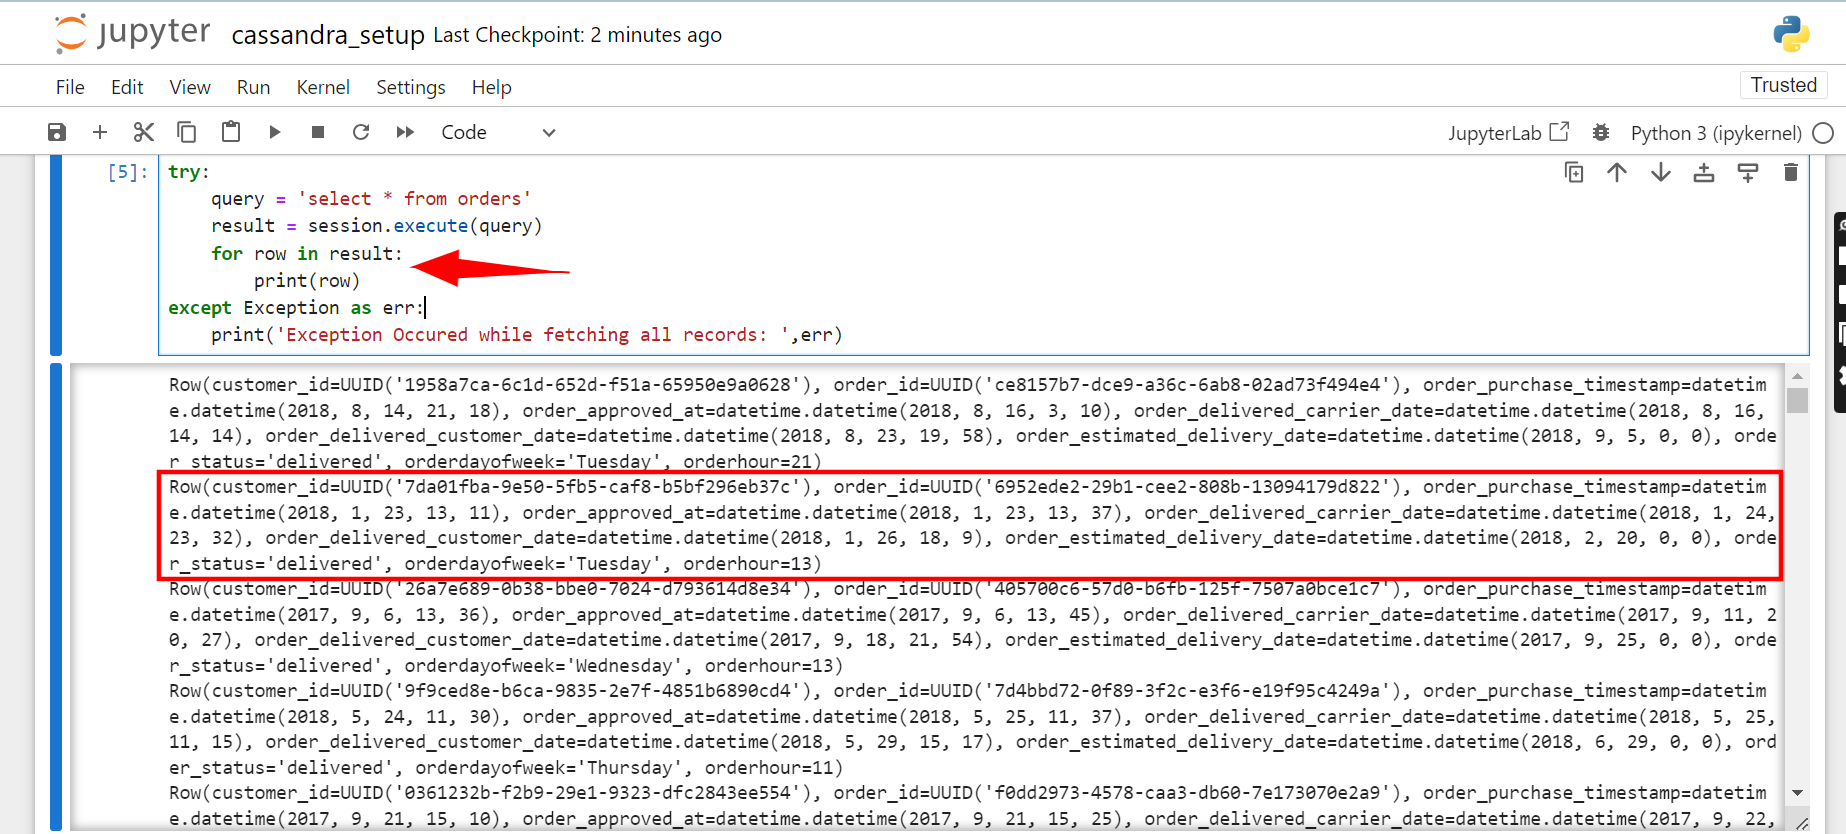 jupyter cassandra_setup Last Checkpoint: 2 minutes ago
File Edit View Run Kernel Settings Help
Trusted
Code
JupyterLab
Python 3 (ipykernel)
[5]: try:
query = 'select * from orders'
result = session.execute(query)
for row in result:
print(row)
except Exception as err:
print('Exception Occured while fetching all records: ',err)
Row(customer_id=UUID('1958a7ca-6c1d-652d-f51a-65950e9a0628'), order_id=UUID('ce8157b7-dce9-a36c-6ab8-02ad73f494e4'), order_purchase_timestamp=datetim
e.datetime(2018, 8, 14, 21, 18), order_approved_at=datetime.datetime(2018, 8, 16, 3, 10), order_delivered_carrier_date=datetime.datetime(2018, 8, 16,
14, 14), order_delivered_customer_date=datetime.datetime(2018, 8, 23, 19, 58), order_estimated_delivery_date=datetime.datetime(2018, 9, 5, 0, 0), orde
r_status='delivered', orderdayofweek='Tuesday', orderhour=21)
Row(customer_id=UUID('7da01fba-9e50-5fb5-caf8-b5bf296eb37c'), order_id=UUID('6952ede2-29b1-cee2-808b-13094179d822'), order_purchase_timestamp=datetim
e.datetime(2018, 1, 23, 13, 11), order_approved_at=datetime.datetime(2018, 1, 23, 13, 37), order_delivered_carrier_date=datetime.datetime(2018, 1, 24,
23, 32), order_delivered_customer_date=datetime.datetime(2018, 1, 26, 18, 9), order_estimated_delivery_date=datetime.datetime(2018, 2, 20, 0, 0), orde
r_status='delivered', orderdayofweek='Tuesday', orderhour=13)
Row(customer_id=UUID('26a7e689-0b38-bbe0-7024-d793614d8e34'), order_id=UUID('405700c6-57d0-b6fb-125f-7507a0bce1c7'), order_purchase_timestamp=datetim
e.datetime(2017, 9, 6, 13, 36), order_approved_at=datetime.datetime(2017, 9, 6, 13, 45), order_delivered_carrier_date=datetime.datetime(2017, 9, 11, 2
0, 27), order_delivered_customer_date=datetime.datetime(2017, 9, 18, 21, 54), order_estimated_delivery_date=datetime.datetime(2017, 9, 25, 0, 0), orde
r_status='delivered', orderdayofweek='Wednesday', orderhour=13)
Row(customer_id=UUID('9f9ced8e-b6ca-9835-2e7f-4851b6890cd4'), order_id=UUID('7d4bbd72-0f89-3f2c-e3f6-e19f95c4249a'), order_purchase_timestamp=datetim
e.datetime(2018, 5, 24, 11, 30), order_approved_at=datetime.datetime(2018, 5, 25, 11, 37), order_delivered_carrier_date=datetime.datetime(2018, 5, 25,
11, 15), order_delivered_customer_date=datetime.datetime(2018, 5, 29, 15, 17), order_estimated_delivery_date=datetime.datetime(2018, 6, 29, 0, 0), ord
er_status='delivered', orderdayofweek='Thursday', orderhour=11)
Row(customer_id=UUID('0361232b-f2b9-29e1-9323-dfc2843ee554'), order_id=UUID('f0dd2973-4578-caa3-db60-7e173070e2a9'), order_purchase_timestamp=datetim
e.datetime(2017, 9, 21, 15, 10), order_approved_at=datetime.datetime(2017, 9, 21, 15, 25), order_delivered_carrier_date=datetime.datetime(2017, 9, 22,